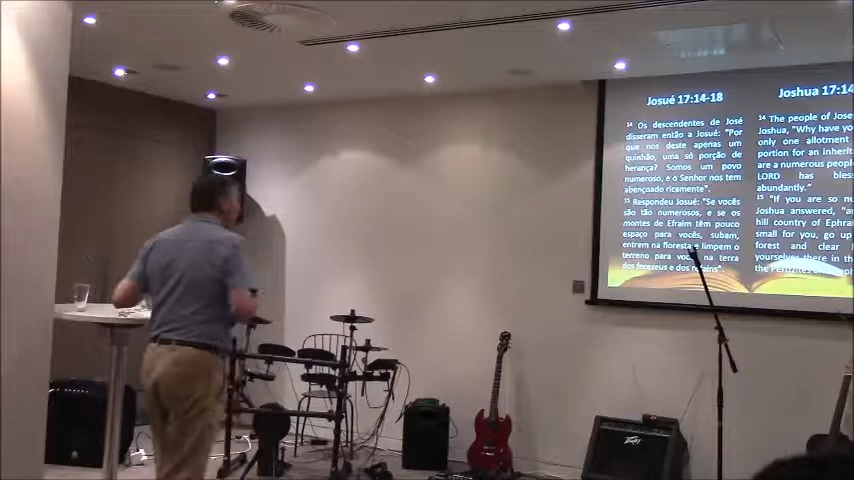 Josué 17:14-18
14 Os descendentes de José
disseram então a Josué: "Por
que nos deste apenas um
quinhão, uma só porção de
herança? Somos um povo
numeroso, e o Senhor nos tem
abençoado ricamente".
15 Respondeu Josué: "Se vocês
são tão numerosos, e se os
montes de Efraim têm pouco
espaço para vocês, subam,
entrem na floresta e limpem o
terreno para vocês na terra
dos ferezeus e dos refains".
Joshua 17:14
14 The people of Jose
Joshua, "Why have
only one allotment
portion for an inherit
are a numerous people
LORD has bless
abundantly."
15 "If you are so nu
Joshua answered, "an
hill country of Ephra
small for you, go up
forest and clear l
yourselves there in the
Perizzites
PEAVEY